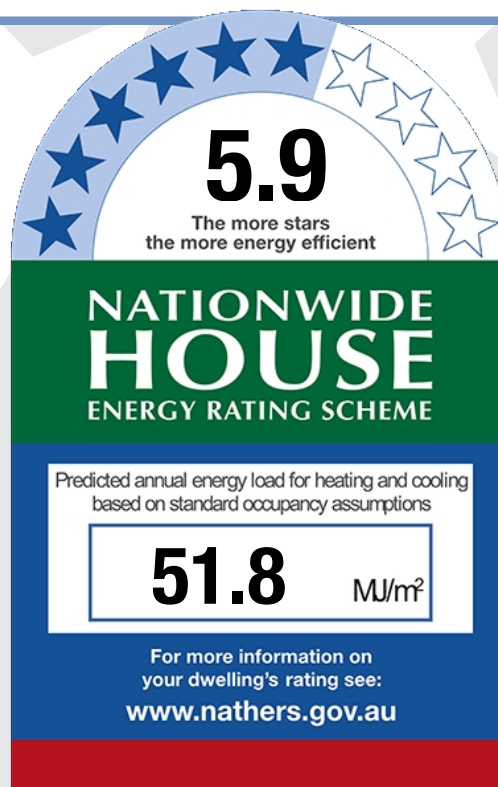 5.9
The more stars
the more energy efficient
NATIONWIDE
HOUSE
ENERGY RATING SCHEME
Predicted annual energy load for heating and cooling
based on standard occupancy assumptions
51.8 MJ/m²
For more information on
your dwelling's rating see:
www.nathers.gov.au